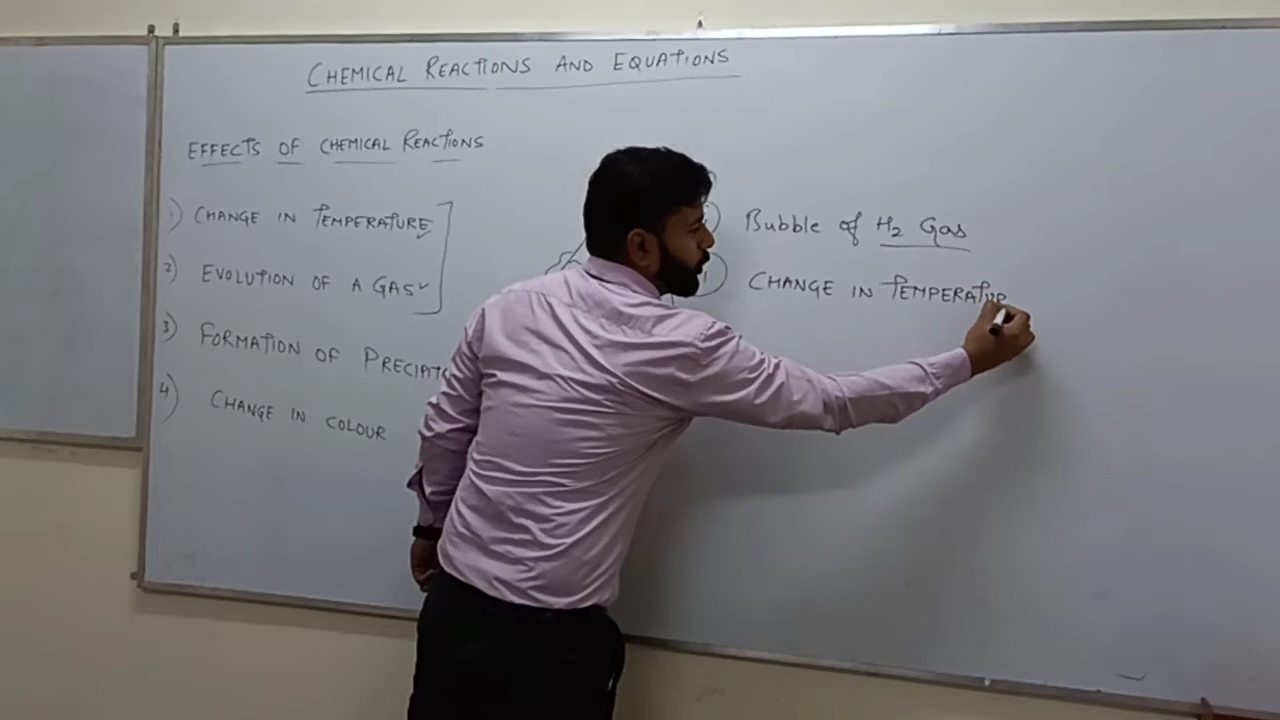 CHEMICAL REACTIONS AND EQUATIONS
EFFECTS OF CHEMICAL REACTIONS
1) CHANGE IN TEMPERATURE
2) EVOLUTION OF A GAS
3) FORMATION OF
4) CHANGE IN COLOUR
Bubble of H2 Gas
CHANGE IN